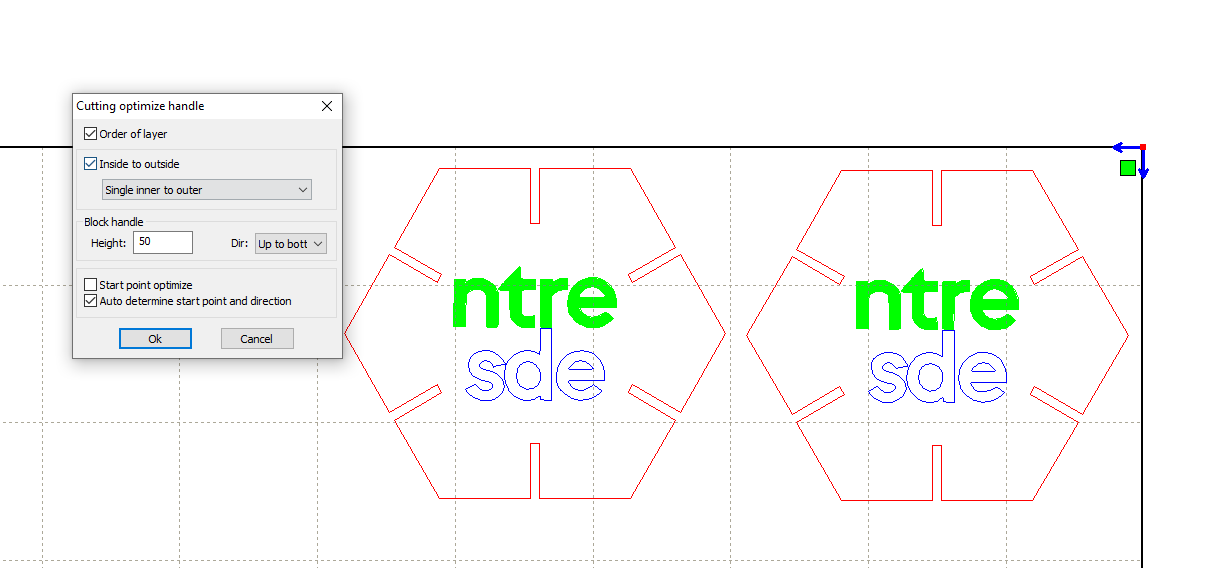 Cutting optimize handle
Order of layer
Inside to outside
Single inner to outer
Block handle
Height: 50 Dir: Up to bott
Start point optimize
Auto determine start point and direction
Ok Cancel
ntre ntre
sde sde